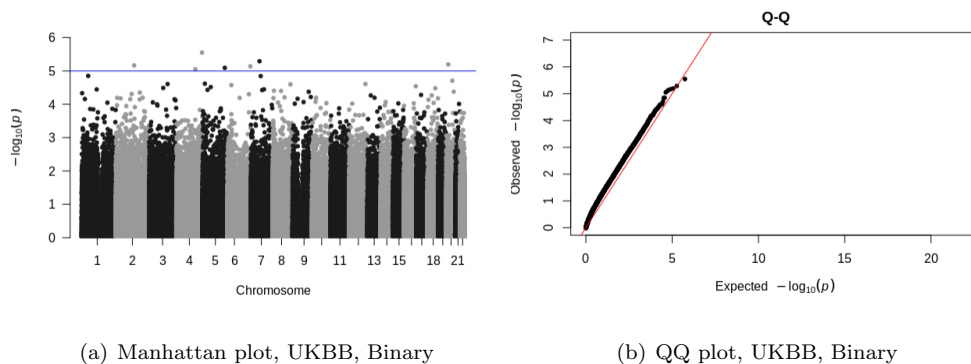 Q-Q
6
5
4
3
2
1
0
−log₁₀(p)
1 2 3 4 5 6 7 8 9 11 13 15 18 21
Chromosome
7
6
5
4
3
2
1
0
Observed −log₁₀(p)
0 5 10 15 20
Expected −log₁₀(p)
(a) Manhattan plot, UKBB, Binary
(b) QQ plot, UKBB, Binary